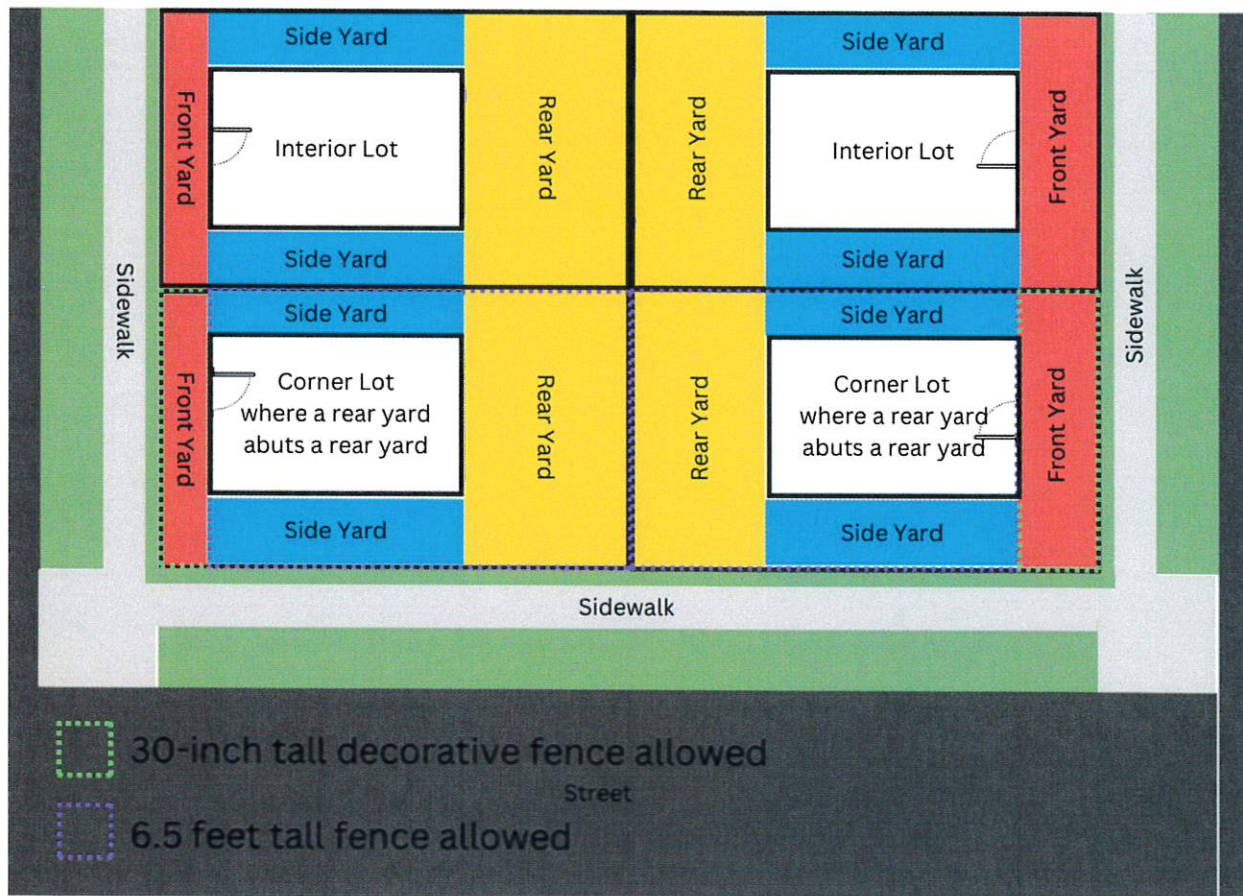 Side Yard
Side Yard
Front Yard
Interior Lot
Rear Yard
Rear Yard
Interior Lot
Front Yard
Side Yard
Side Yard
Sidewalk
Sidewalk
Side Yard
Side Yard
Front Yard
Corner Lot
where a rear yard
abuts a rear yard
Rear Yard
Rear Yard
Corner Lot
where a rear yard
abuts a rear yard
Front Yard
Side Yard
Side Yard
Sidewalk
30-inch tall decorative fence allowed
Street
6.5 feet tall fence allowed